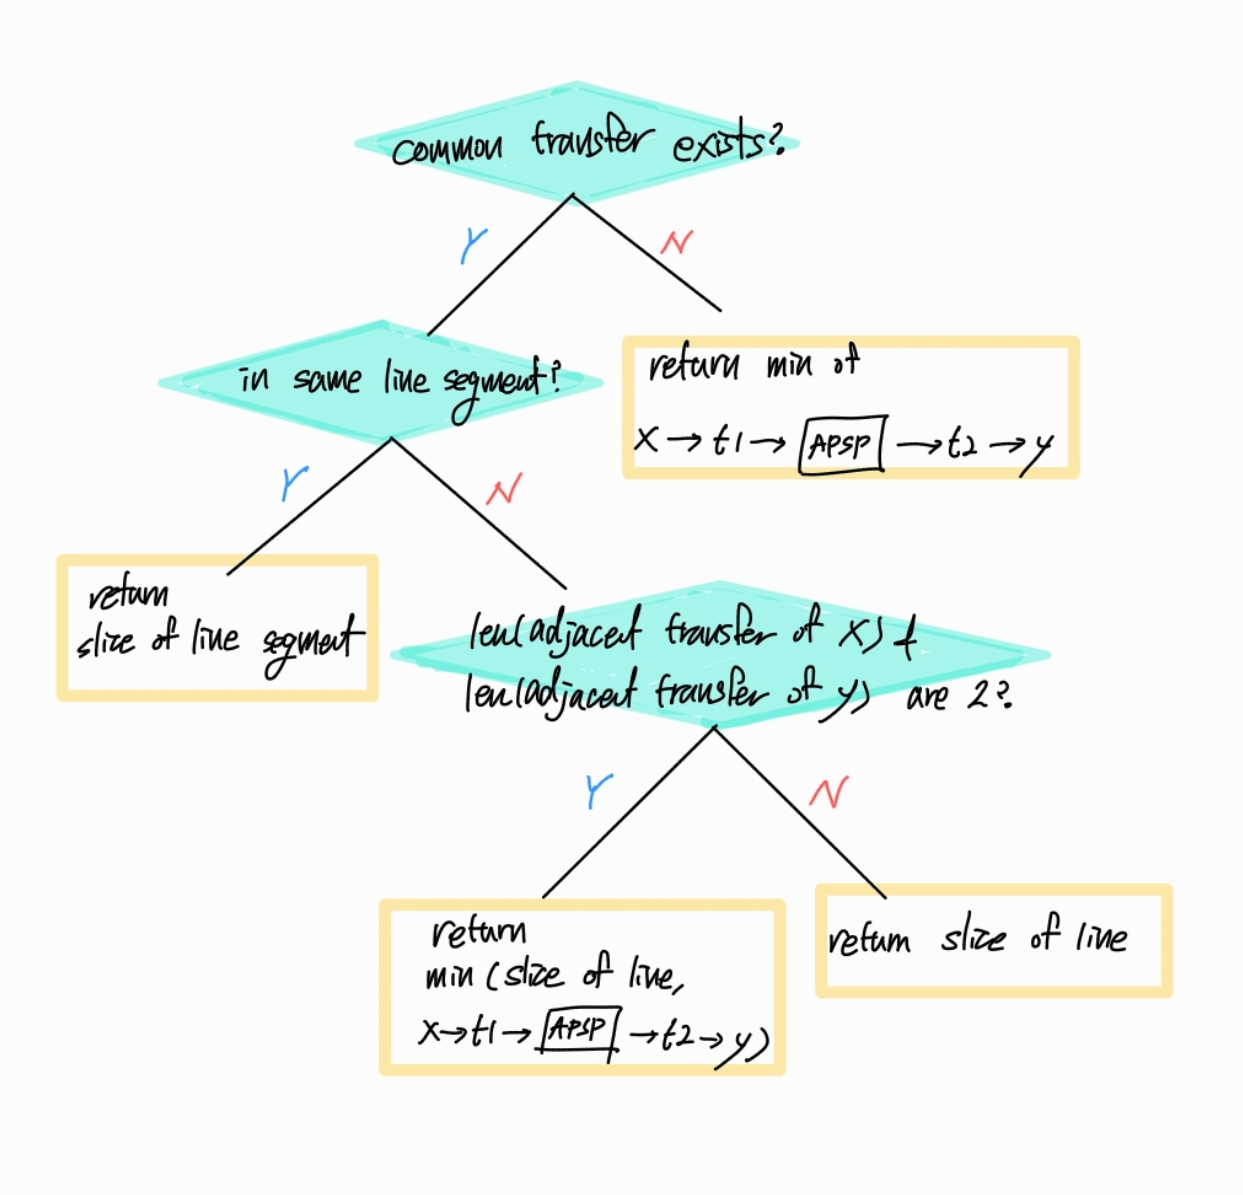 common transfer exists?
Y
N
in same line segment?
return min of
x → t1 → APSP → t2 → y
Y
N
return
slice of line segment
len(adjacent transfer of x) &
len(adjacent transfer of y) are 2?
Y
N
return
min (slice of line,
x → t1 → APSP → t2 → y)
return slice of line